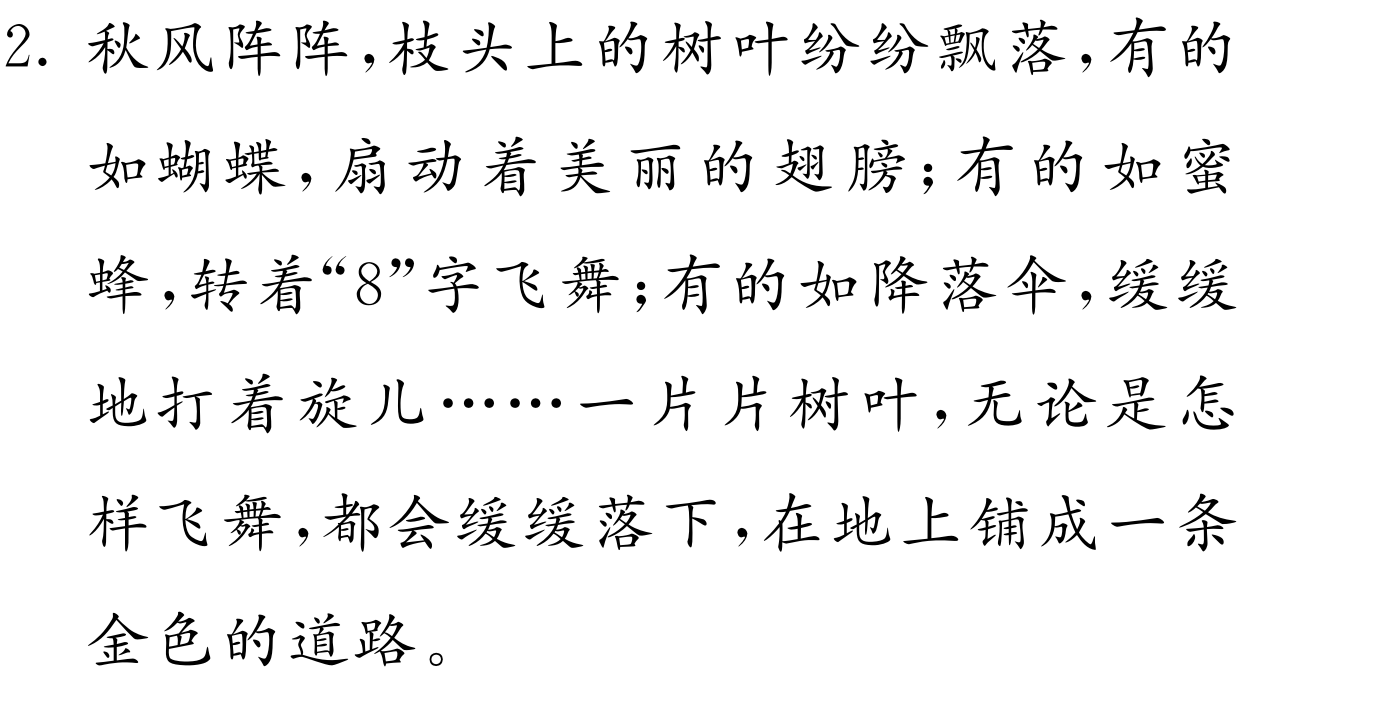 2. 秋风阵阵,枝头上的树叶纷纷飘落,有的
如蝴蝶,扇动着美丽的翅膀;有的如蜜
蜂,转着“8”字飞舞;有的如降落伞,缓缓
地打着旋儿……一片片树叶,无论是怎
样飞舞,都会缓缓落下,在地上铺成一条
金色的道路。